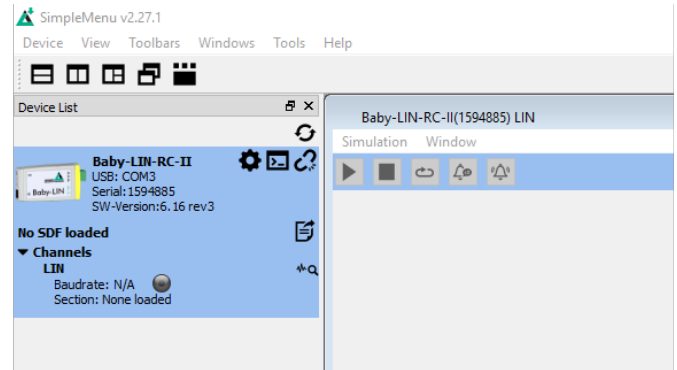 SimpleMenu v2.27.1
Device View Toolbars Windows Tools Help
Device List
Baby-LIN-RC-II
USB: COM3
Serial:1594885
SW-Version:6.16 rev3
Baby-LIN
No SDF loaded
Channels
LIN
Baudrate: N/A
Section: None loaded
Baby-LIN-RC-II(1594885) LIN
Simulation Window